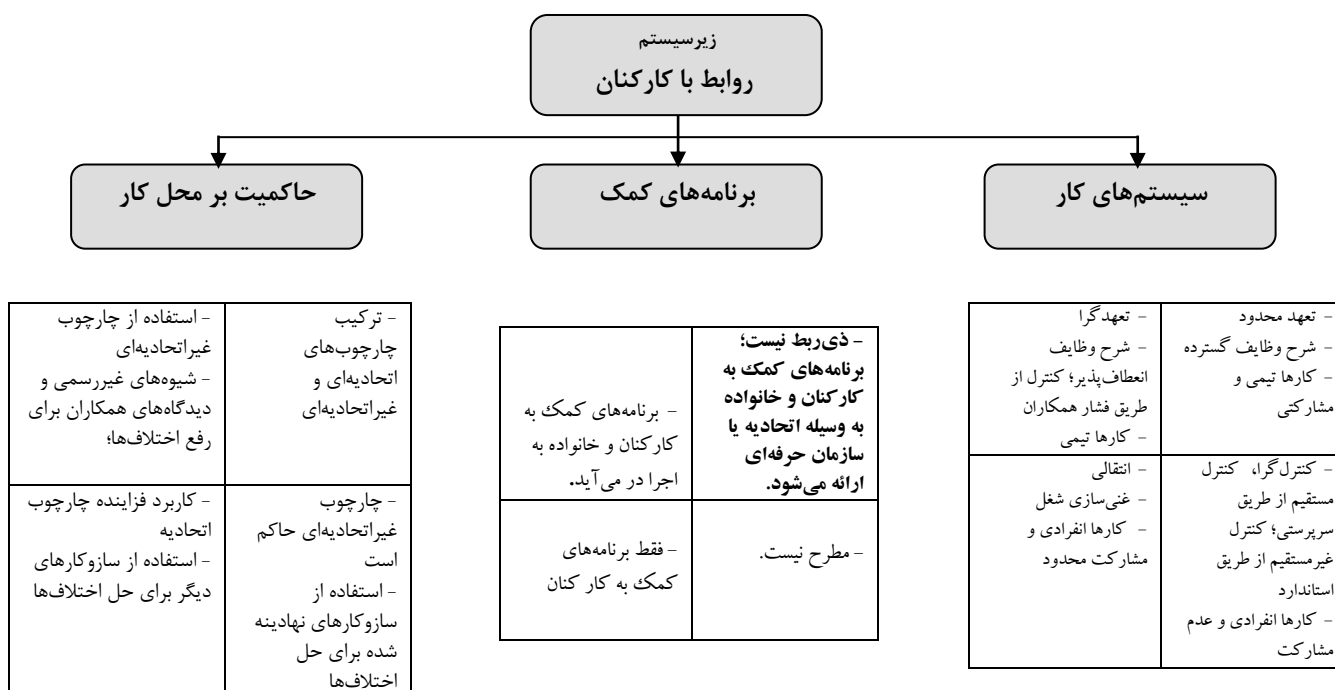 زیرسیستم
روابط با کارکنان
سیستم‌های کار
برنامه‌های کمک
حاکمیت بر محل کار
- تعهد محدود
- شرح وظایف گسترده
- کارها تیمی و
مشارکتی
- تعهدگرا
- شرح وظایف
انعطاف‌پذیر؛ کنترل از
طریق فشار همکاران
- کارها تیمی
- کنترل‌گرا، کنترل
مستقیم از طریق
سرپرستی؛ کنترل
غیرمستقیم از طریق
استاندارد
- کارها انفرادی و عدم
مشارکت
- انتقالی
- غنی‌سازی شغل
- کارها انفرادی و
مشارکت محدود
- ذی‌ربط نیست؛
برنامه‌های کمک به
کارکنان و خانواده
به وسیله اتحادیه یا
سازمان حرفه‌ای
ارائه می‌شود.
- برنامه‌های کمک به
کارکنان و خانواده به
اجرا در می‌آید.
- مطرح نیست.
- فقط برنامه‌های
کمک به کار کنان
- ترکیب
چارچوب‌های
اتحادیه‌ای و
غیراتحادیه‌ای
- استفاده از چارچوب
غیراتحادیه‌ای
- شیوه‌های غیررسمی و
دیدگاه‌های همکاران برای
رفع اختلاف‌ها؛
- چارچوب
غیراتحادیه‌ای حاکم
است
- استفاده از
سازوکارهای نهادینه
شده برای حل
اختلاف‌ها
- کاربرد فزاینده چارچوب
اتحادیه
- استفاده از سازوکارهای
دیگر برای حل اختلاف‌ها